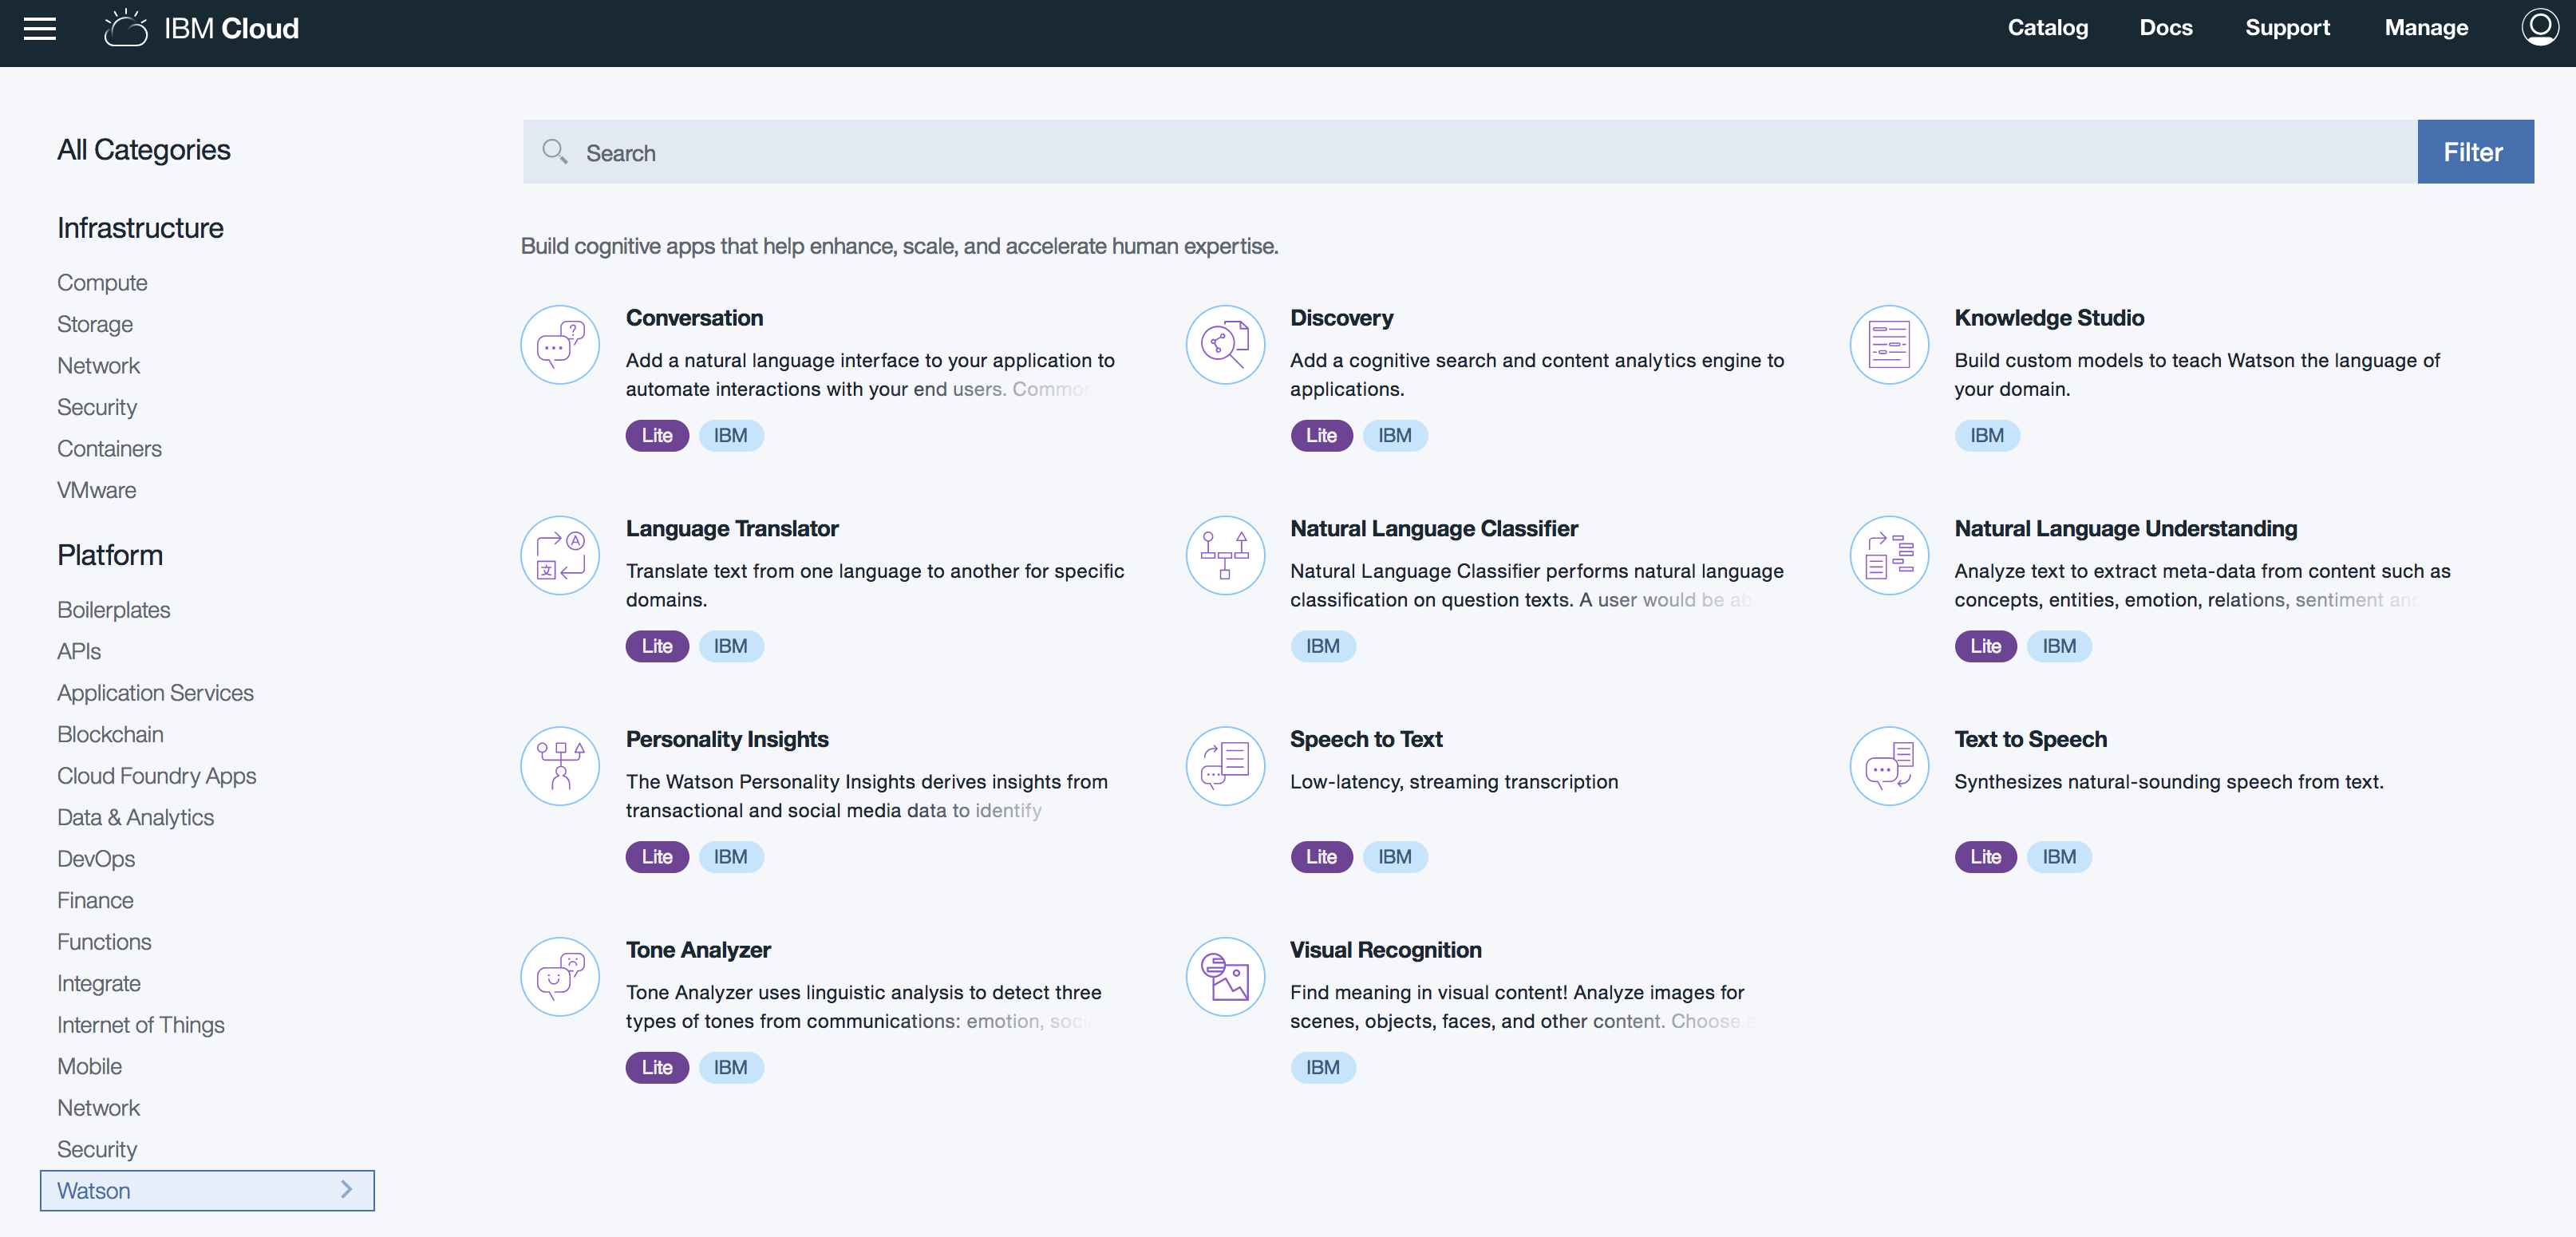 IBM Cloud
Catalog
Docs
Support
Manage
All Categories
Infrastructure
Compute
Storage
Network
Security
Containers
VMware
Platform
Boilerplates
APIs
Application Services
Blockchain
Cloud Foundry Apps
Data & Analytics
DevOps
Finance
Functions
Integrate
Internet of Things
Mobile
Network
Security
Watson
Search
Filter
Build cognitive apps that help enhance, scale, and accelerate human expertise.
Conversation
Add a natural language interface to your application to
automate interactions with your end users. Common
Lite
IBM
Discovery
Add a cognitive search and content analytics engine to
applications.
Lite
IBM
Knowledge Studio
Build custom models to teach Watson the language of
your domain.
IBM
Language Translator
Translate text from one language to another for specific
domains.
Lite
IBM
Natural Language Classifier
Natural Language Classifier performs natural language
classification on question texts. A user would be ab
IBM
Natural Language Understanding
Analyze text to extract meta-data from content such as
concepts, entities, emotion, relations, sentiment and
Lite
IBM
Personality Insights
The Watson Personality Insights derives insights from
transactional and social media data to identify
Lite
IBM
Speech to Text
Low-latency, streaming transcription
Lite
IBM
Text to Speech
Synthesizes natural-sounding speech from text.
Lite
IBM
Tone Analyzer
Tone Analyzer uses linguistic analysis to detect three
types of tones from communications: emotion, soci
Lite
IBM
Visual Recognition
Find meaning in visual content! Analyze images for
scenes, objects, faces, and other content. Choose a
IBM